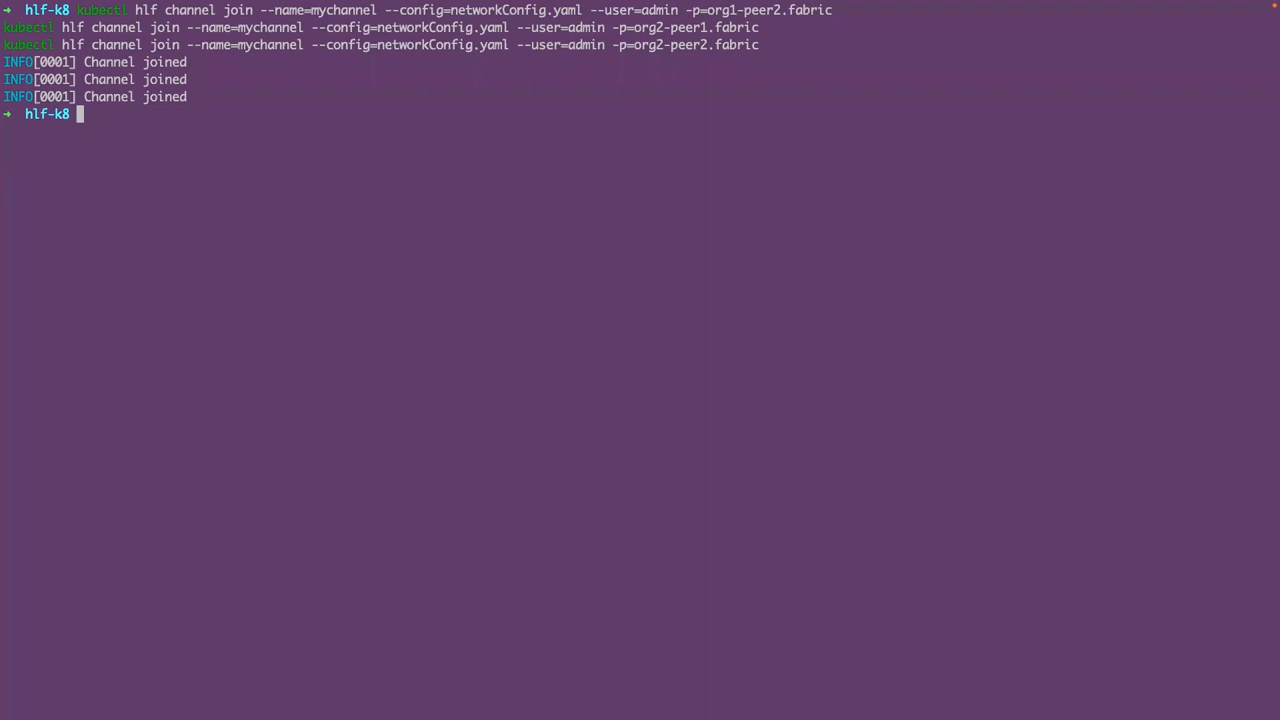 ➜  hlf-k8 kubectl hlf channel join --name=mychannel --config=networkConfig.yaml --user=admin -p=org1-peer2.fabric
kubectl hlf channel join --name=mychannel --config=networkConfig.yaml --user=admin -p=org2-peer1.fabric
kubectl hlf channel join --name=mychannel --config=networkConfig.yaml --user=admin -p=org2-peer2.fabric
INFO[0001] Channel joined
INFO[0001] Channel joined
INFO[0001] Channel joined
➜  hlf-k8